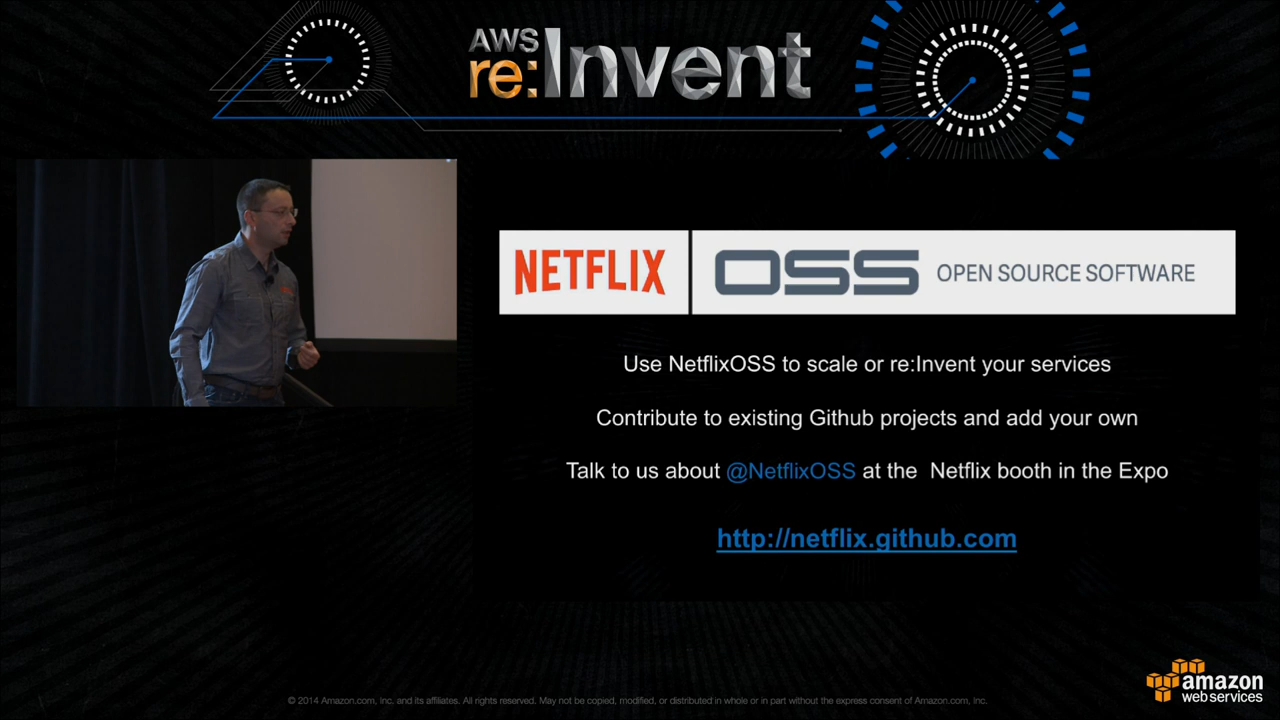 AWS
re:Invent
NETFLIX
OSS OPEN SOURCE SOFTWARE
Use NetflixOSS to scale or re:Invent your services
Contribute to existing Github projects and add your own
Talk to us about @NetflixOSS at the Netflix booth in the Expo
http://netflix.github.com
© 2014 Amazon.com, Inc. and its affiliates. All rights reserved. May not be copied, modified, or distributed in whole or in part without the express consent of Amazon.com, Inc.
amazon
web services